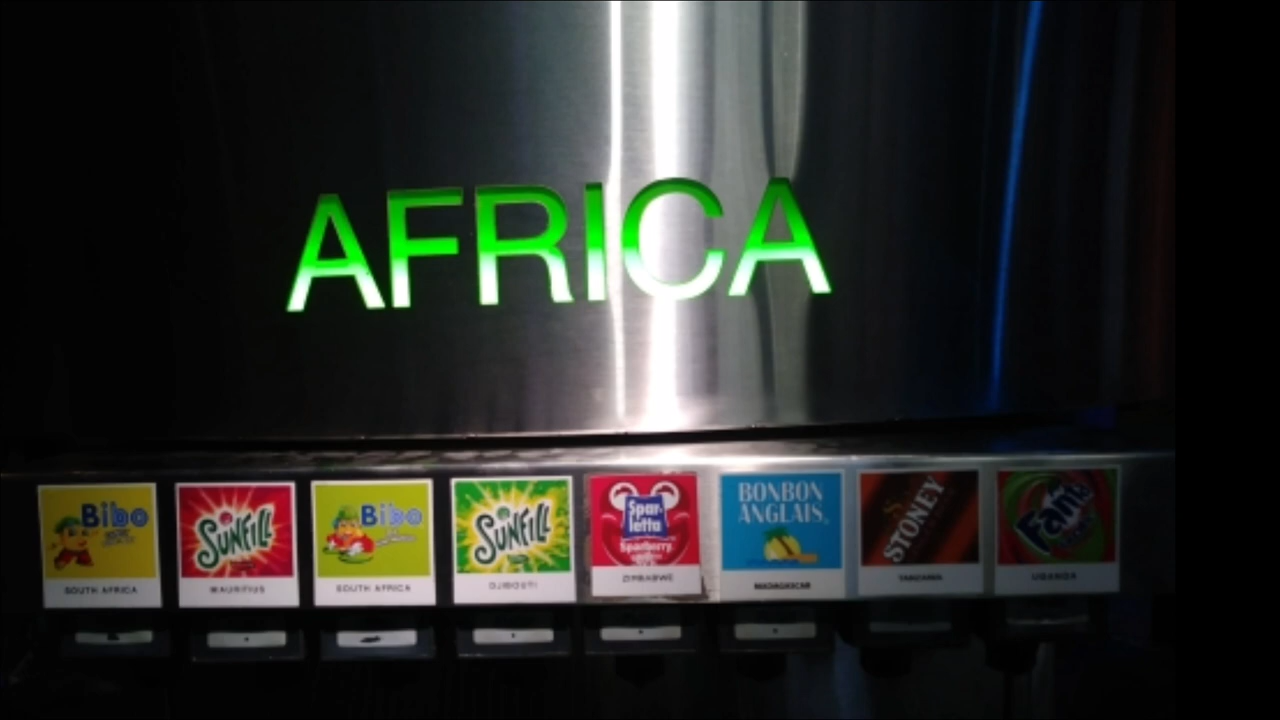 AFRICA
Bibo
SOUTH AFRICA
SUNFILL
MAURITIUS
Bibo
SOUTH AFRICA
SUNFILL
DJIBOUTI
Spar-
letta
Sparberry
ZIMBABWE
BONBON
ANGLAIS
MADAGASCAR
STONEY
TANZANIA
Fanta
UGANDA